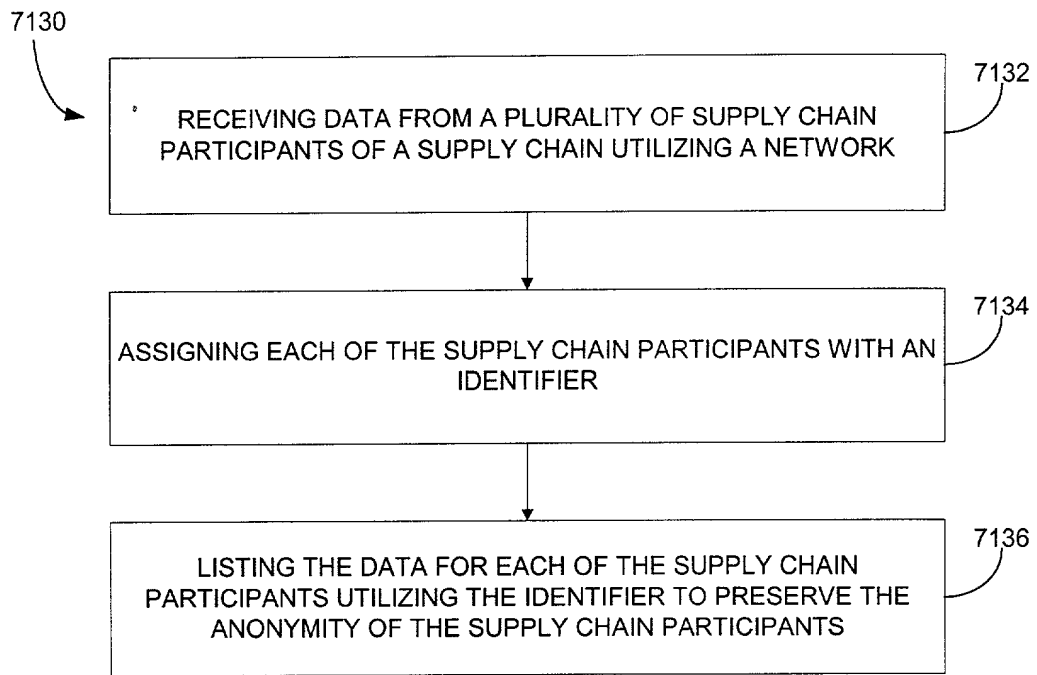 7130
7132
RECEIVING DATA FROM A PLURALITY OF SUPPLY CHAIN
PARTICIPANTS OF A SUPPLY CHAIN UTILIZING A NETWORK
7134
ASSIGNING EACH OF THE SUPPLY CHAIN PARTICIPANTS WITH AN
IDENTIFIER
7136
LISTING THE DATA FOR EACH OF THE SUPPLY CHAIN
PARTICIPANTS UTILIZING THE IDENTIFIER TO PRESERVE THE
ANONYMITY OF THE SUPPLY CHAIN PARTICIPANTS